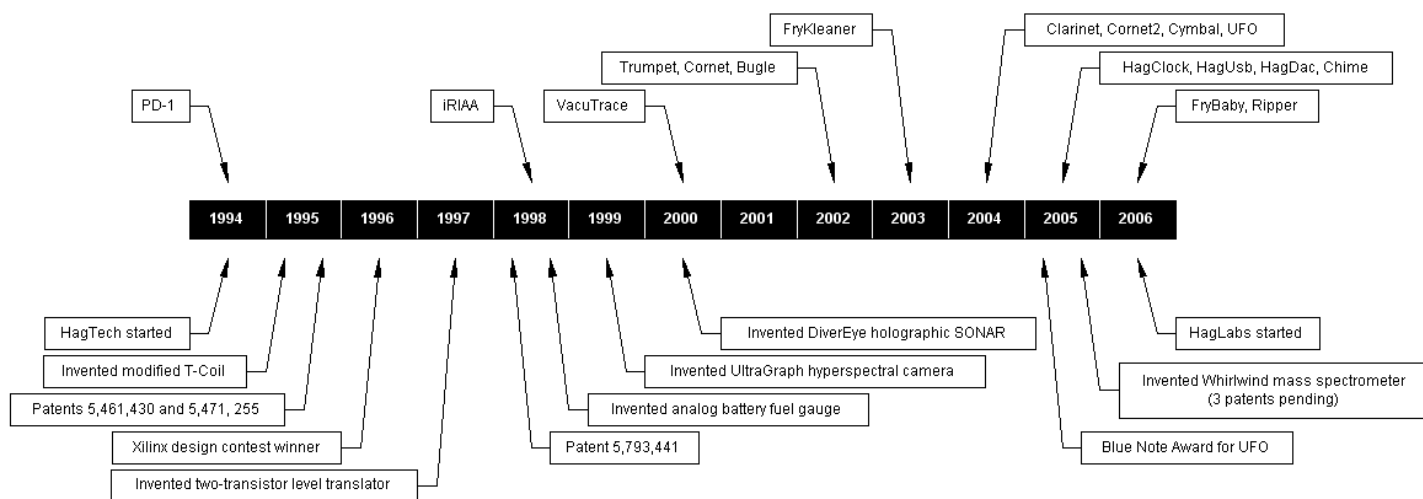 FryKleaner
Clarinet, Cornet2, Cymbal, UFO
Trumpet, Cornet, Bugle
HagClock, HagUsb, HagDac, Chime
PD-1
iRIAA
VacuTrace
FryBaby, Ripper
1994 1995 1996 1997 1998 1999 2000 2001 2002 2003 2004 2005 2006
HagTech started
Invented DiverEye holographic SONAR
HagLabs started
Invented modified T-Coil
Invented UltraGraph hyperspectral camera
Invented Whirlwind mass spectrometer
(3 patents pending)
Patents 5,461,430 and 5,471, 255
Invented analog battery fuel gauge
Xilinx design contest winner
Patent 5,793,441
Blue Note Award for UFO
Invented two-transistor level translator